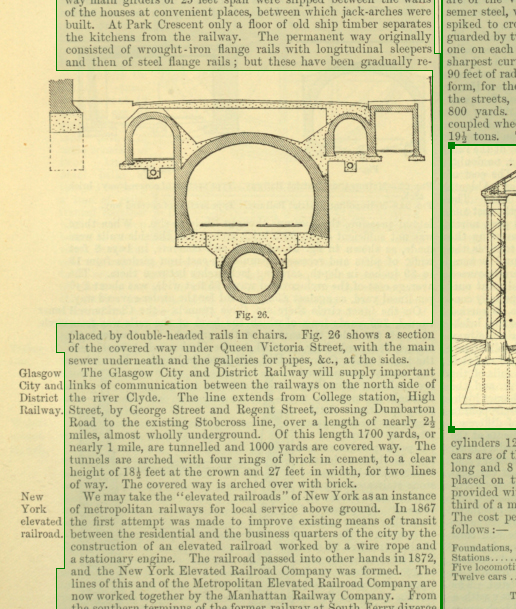 way main girders of 25 feet span were slipped between the walls
of the houses at convenient places, between which jack-arches were
built. At Park Crescent only a floor of old ship timber separates
the kitchens from the railway. The permanent way originally
consisted of wrought-iron flange rails with longitudinal sleepers
and then of steel flange rails; but these have been gradually re-
Fig. 26.
placed by double-headed rails in chairs. Fig. 26 shows a section
of the covered way under Queen Victoria Street, with the main
sewer underneath and the galleries for pipes, &c., at the sides.
Glasgow
City and
District
Railway.
The Glasgow City and District Railway will supply important
links of communication between the railways on the north side of
the river Clyde. The line extends from College station, High
Street, by George Street and Regent Street, crossing Dumbarton
Road to the existing Stobcross line, over a length of nearly 2½
miles, almost wholly underground. Of this length 1700 yards, or
nearly 1 mile, are tunnelled and 1000 yards are covered way. The
tunnels are arched with four rings of brick in cement, to a clear
height of 18½ feet at the crown and 27 feet in width, for two lines
of way. The covered way is arched over with brick.
New
York
elevated
railroad.
We may take the "elevated railroads" of New York as an instance
of metropolitan railways for local service above ground. In 1867
the first attempt was made to improve existing means of transit
between the residential and the business quarters of the city by the
construction of an elevated railroad worked by a wire rope and
a stationary engine. The railroad passed into other hands in 1872,
and the New York Elevated Railroad Company was formed. The
lines of this and of the Metropolitan Elevated Railroad Company are
now worked together by the Manhattan Railway Company. From
the southern terminus of the former railway at South Ferry diverge
semer steel,
spiked to
guarded by
one on each
sharpest
90 feet of
form, for the
the streets,
800 yards.
coupled
19½ tons.
cylinders 12
cars are of
long and 8
placed on
provided
third of a
The cost
follows:—
Foundations,
Stations....
Five
Twelve cars .